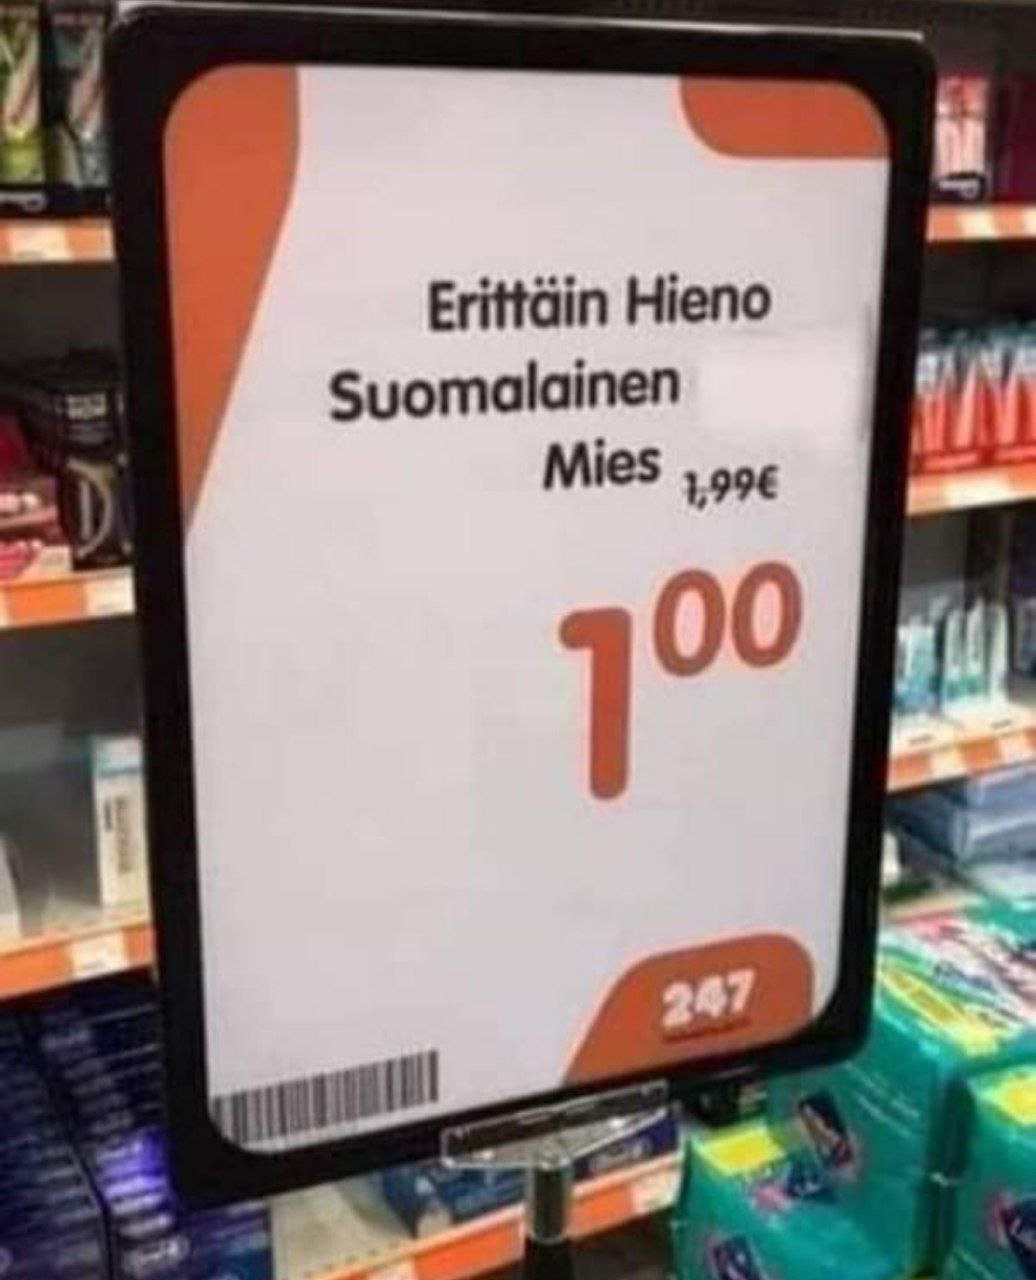 Erittäin Hieno
Suomalainen
Mies 1,99€
1 00
247